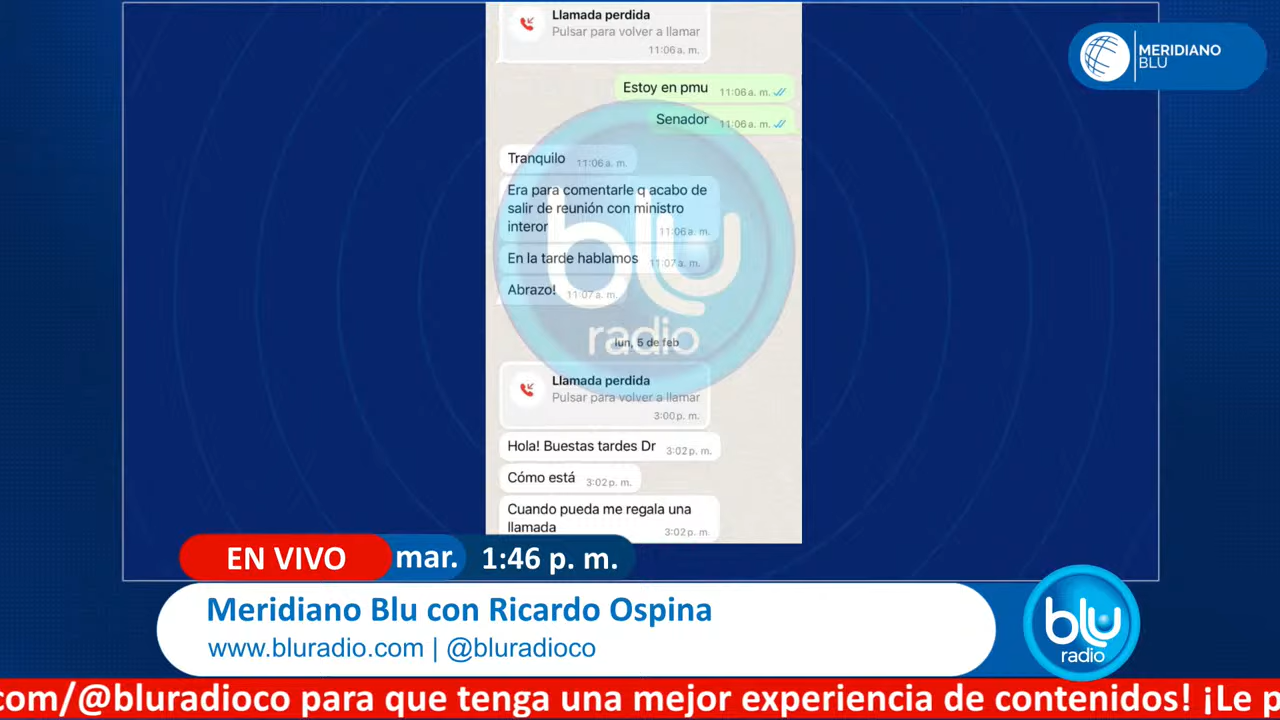 Llamada perdida
Pulsar para volver a llamar
11:06 a. m.
MERIDIANO
BLU
Estoy en pmu 11:06 a. m.
Senador 11:06 a. m.
Tranquilo 11:06 a. m.
Era para comentarle q acabo de
salir de reunión con ministro
interor
11:06 a. m.
En la tarde hablamos 11:07 a. m.
Abrazo! 11:07 a. m.
blu
radio
lun, 5 de feb
Llamada perdida
Pulsar para volver a llamar
3:00 p. m.
Hola! Buestas tardes Dr 3:02 p. m.
Cómo está 3:02 p. m.
Cuando pueda me regala una
llamada 3:02 p. m.
EN VIVO mar. 1:46 p. m.
Meridiano Blu con Ricardo Ospina
www.bluradio.com | @bluradioco
blu
radio
com/@bluradioco para que tenga una mejor experiencia de contenidos! ¡Le p